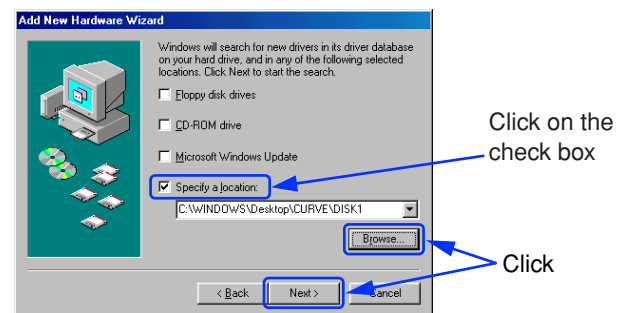 Add New Hardware Wizard
Windows will search for new drivers in its driver database
on your hard drive, and in any of the following selected
locations. Click Next to start the search.
Floppy disk drives
CD-ROM drive
Microsoft Windows Update
Specify a location:
C:\WINDOWS\Desktop\CURVE\DISK1
Browse...
< Back
Next >
Cancel
Click on the
check box
Click